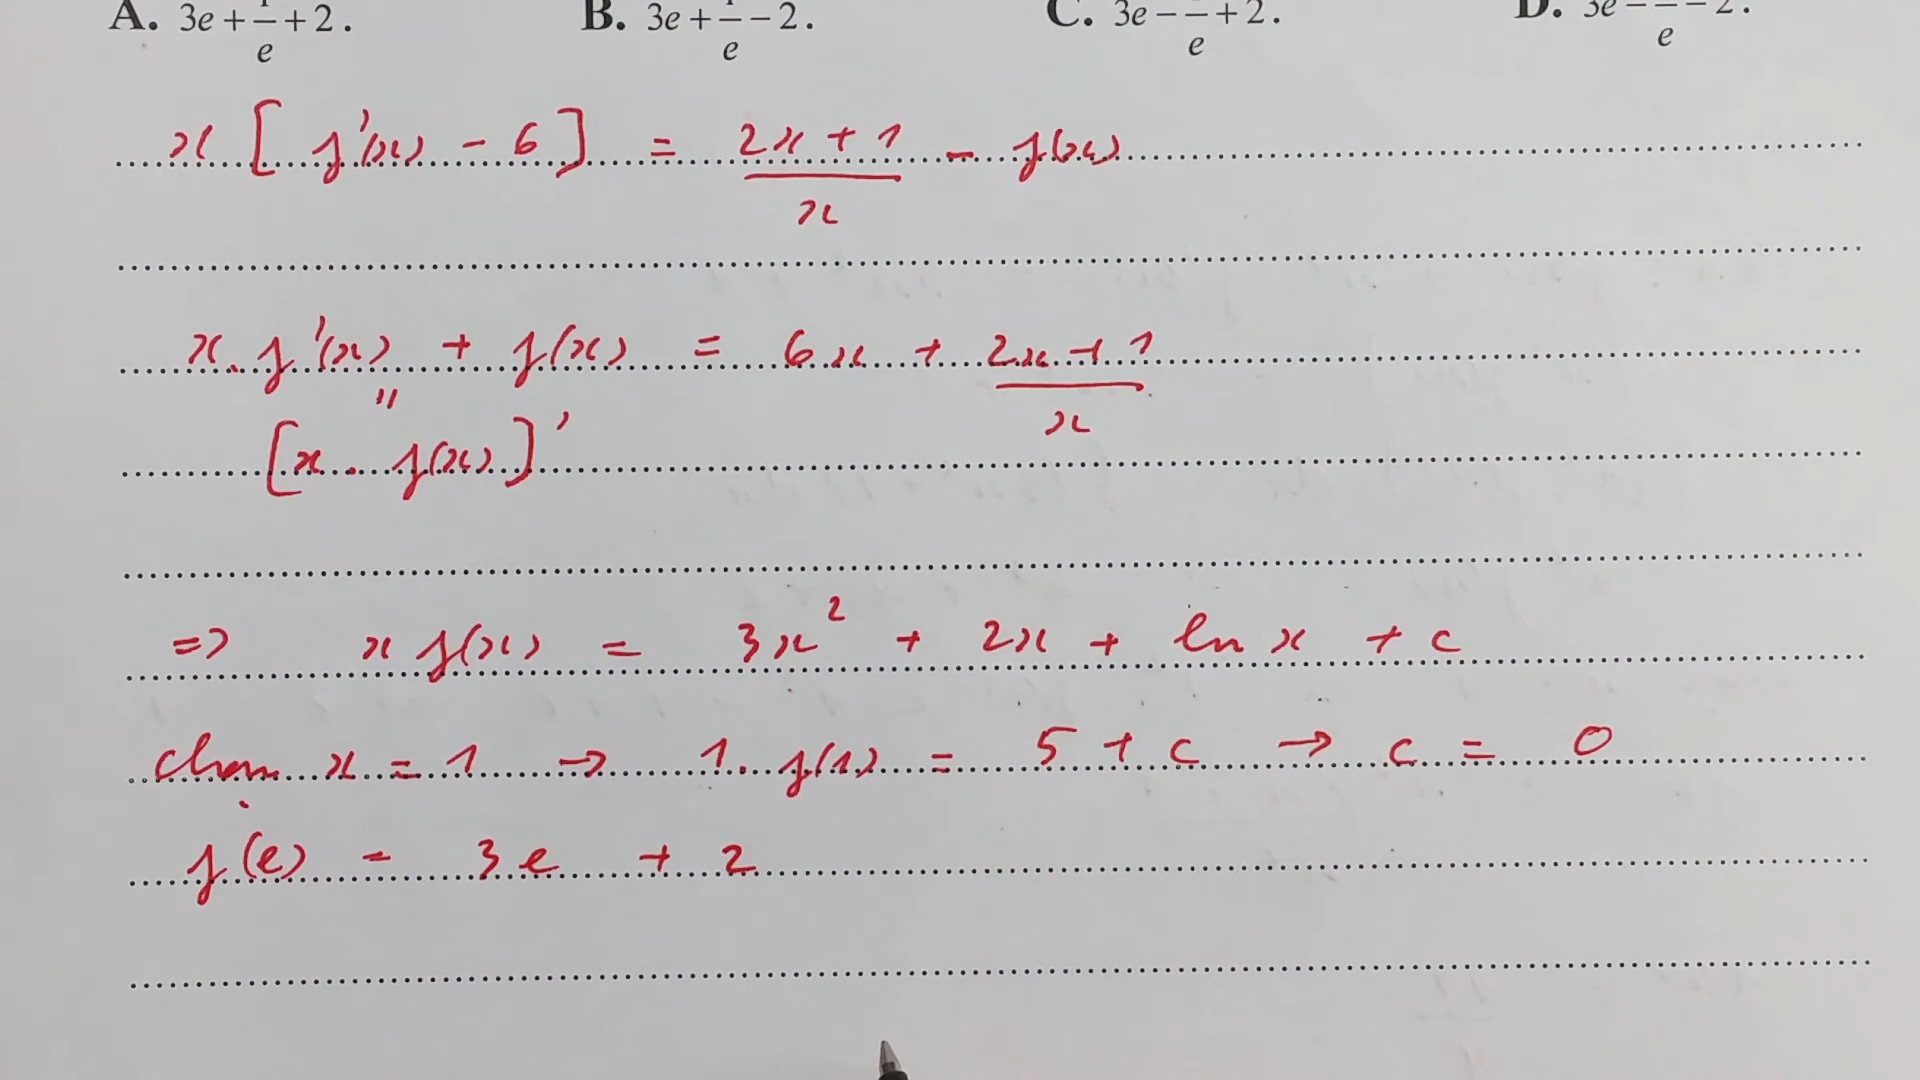 A. 3e + 1/e + 2. B. 3e + 1/e − 2. C. 3e − 1/e + 2. D. 3e − 1/e − 2.
x [ f'(x) − 6 ] = (2x + 1)/x − f(x)
x. f'(x) + f(x) = 6x + (2x + 1)/x
"
[x . f(x)]'
=> x f(x) = 3x² + 2x + ln x + c
chọn x = 1 → 1. f(1) = 5 + c → c = 0
f(e) = 3e + 2